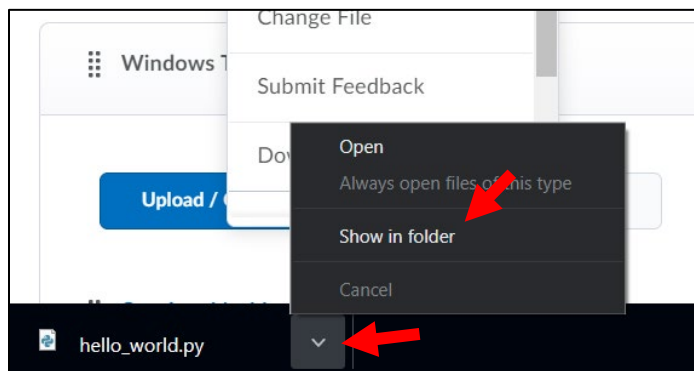 Change File
Windows
Submit Feedback
Open
Always open files of this type
Upload /
Show in folder
Cancel
hello_world.py